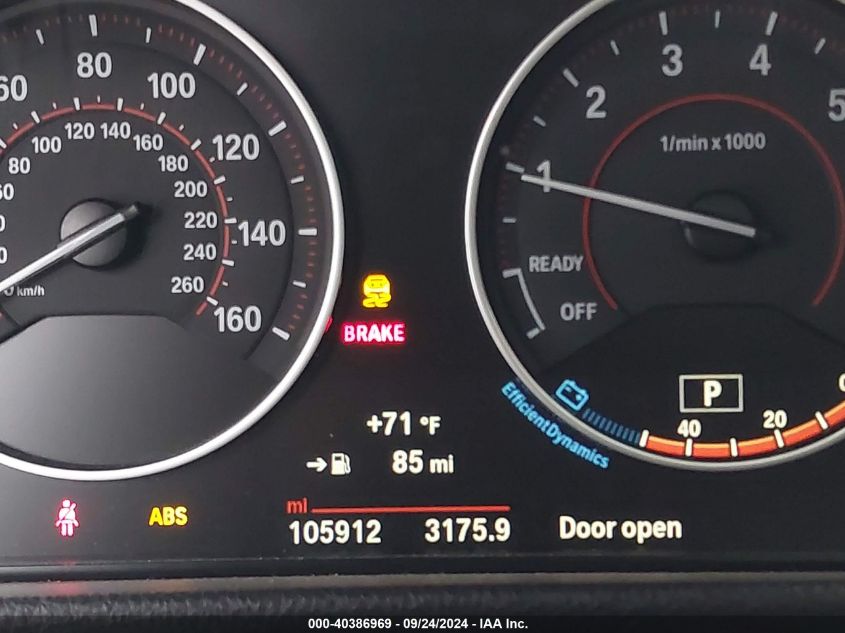 60 80 100 120 140 160
80 100 120 140 160 180 200 220 240 260
km/h
1 2 3 4 5
1/min x 1000
READY
OFF
BRAKE
P
40 20
EfficientDynamics
+71 °F
→ 85 mi
ABS
mi
105912 3175.9 Door open
000-40386969 - 09/24/2024 - IAA Inc.